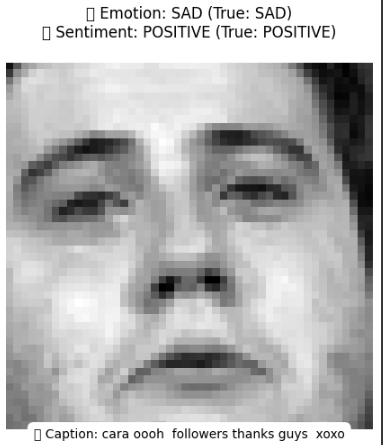 ▯ Emotion: SAD (True: SAD)
▯ Sentiment: POSITIVE (True: POSITIVE)
▯ Caption: cara oooh  followers thanks guys  xoxo